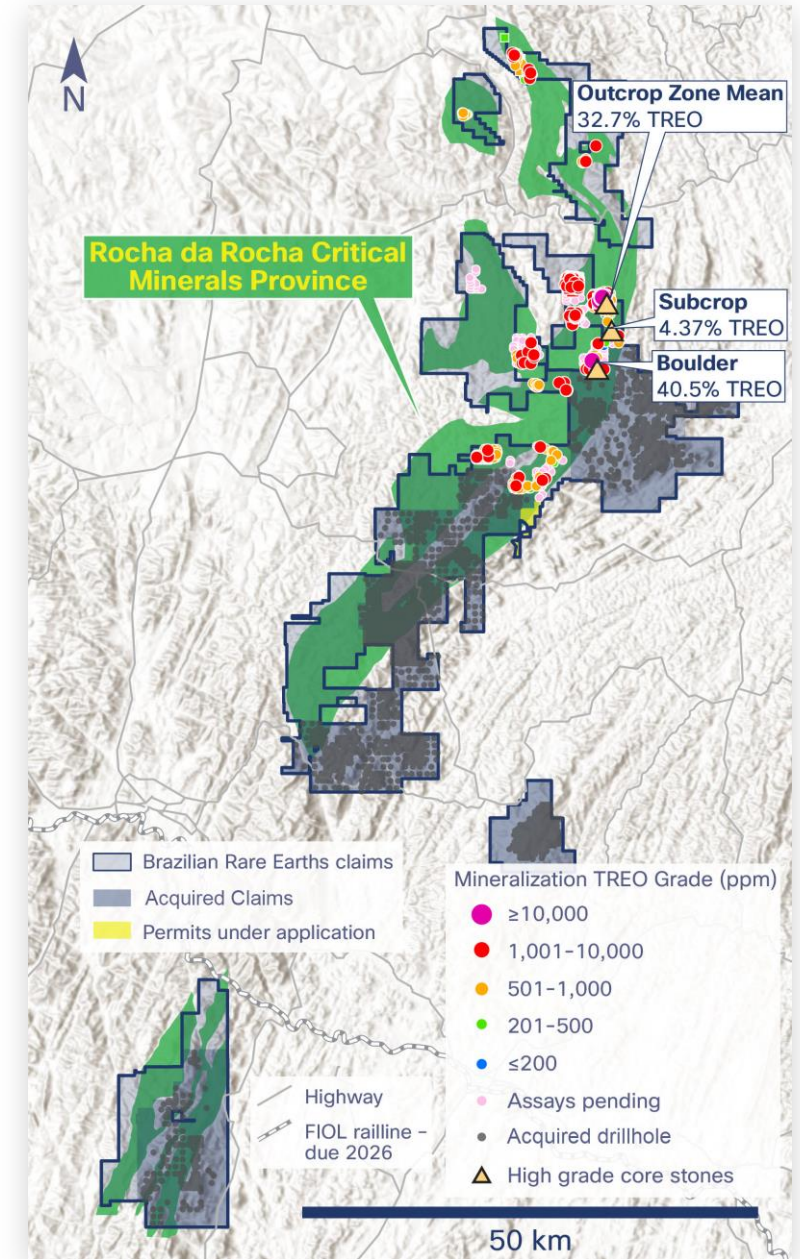 N
Outcrop Zone Mean
32.7% TREO
Rocha da Rocha Critical
Minerals Province
Subcrop
4.37% TREO
Boulder
40.5% TREO
Brazilian Rare Earths claims
Acquired Claims
Permits under application
Mineralization TREO Grade (ppm)
≥10,000
1,001–10,000
501–1,000
201–500
≤200
Assays pending
Acquired drillhole
High grade core stones
Highway
FIOL railline –
due 2026
50 km